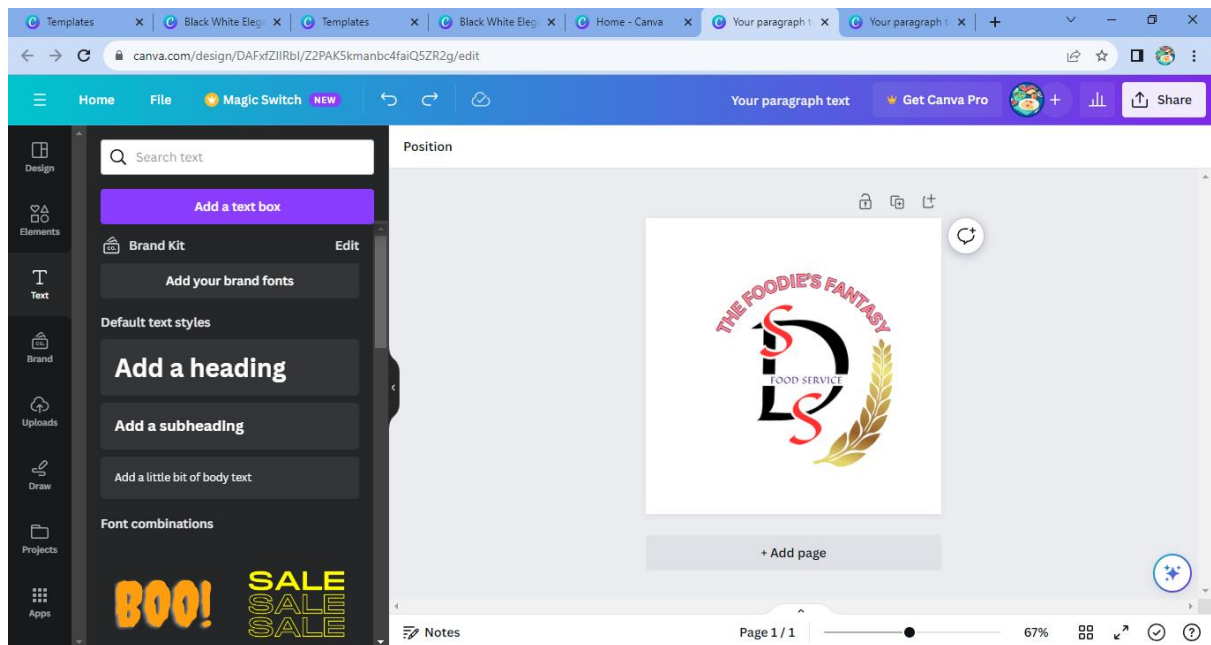 Templates
Black White Eleg
Templates
Black White Eleg
Home - Canva
Your paragraph t
Your paragraph t
canva.com/design/DAFxfZIIRbI/Z2PAK5kmanbc4faiQ5ZR2g/edit
Home File Magic Switch NEW
Your paragraph text
Get Canva Pro
Share
Design
Elements
Text
Brand
Uploads
Draw
Projects
Apps
Search text
Add a text box
CO.
Brand Kit Edit
Add your brand fonts
Default text styles
Add a heading
Add a subheading
Add a little bit of body text
Font combinations
BOO!
SALE
SALE
SALE
Position
THE FOODIE'S FANTASY
S
D
FOOD SERVICE
S
+ Add page
Notes
Page 1 / 1
67%